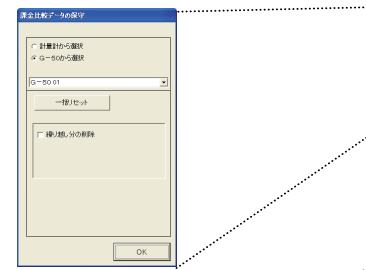 課金比較データの保守
計量計から選択
G－50から選択
G－50 01
一括リセット
繰り越し分の削除
OK